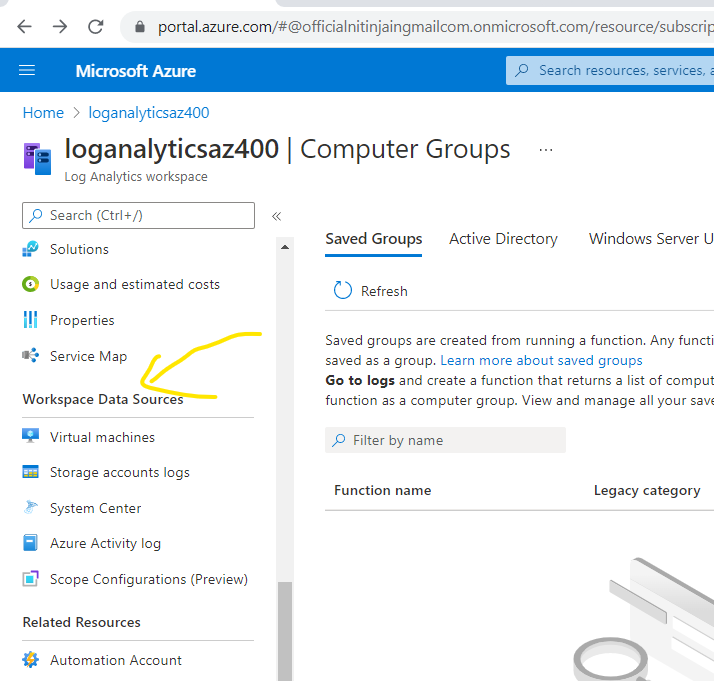 portal.azure.com/#@officialnitinjaingmailcom.onmicrosoft.com/resource/subscrip
Microsoft Azure
Search resources, services, a
Home > loganalyticsaz400
loganalyticsaz400 | Computer Groups ...
Log Analytics workspace
Search (Ctrl+/) «
Solutions
Usage and estimated costs
Properties
Service Map
Workspace Data Sources
Virtual machines
Storage accounts logs
System Center
Azure Activity log
Scope Configurations (Preview)
Related Resources
Automation Account
Saved Groups Active Directory Windows Server U
Refresh
Saved groups are created from running a function. Any functi
saved as a group. Learn more about saved groups
Go to logs and create a function that returns a list of comput
function as a computer group. View and manage all your save
Filter by name
Function name Legacy category